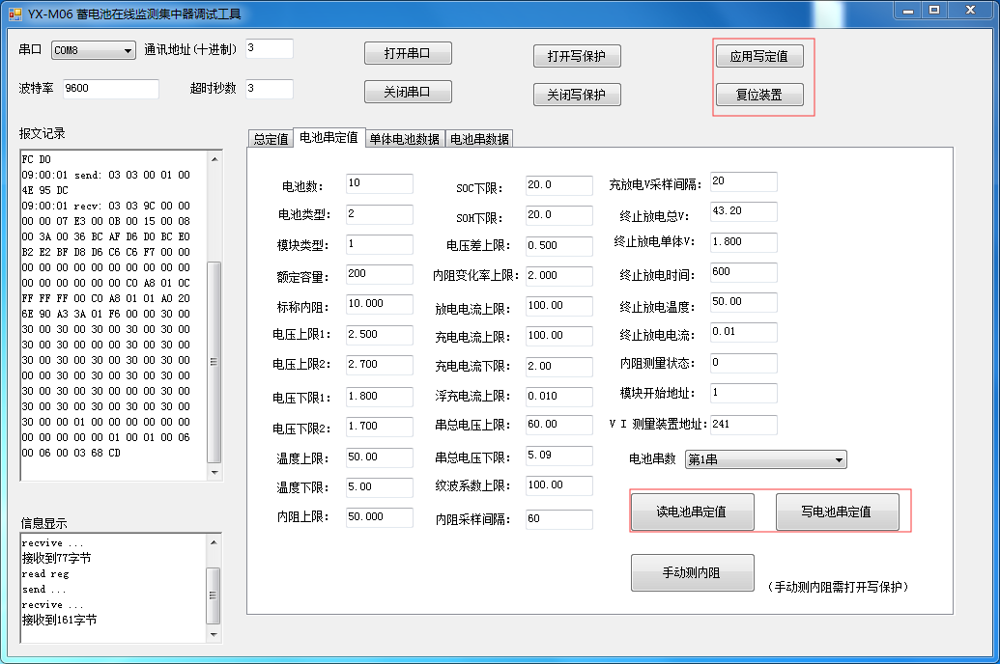 YX-M06 蓄电池在线监测集中器调试工具
串口 COM8 通讯地址(十进制) 3 打开串口 打开写保护 应用写定值
波特率 9600 超时秒数 3 关闭串口 关闭写保护 复位装置
报文记录
FC D0
09:00:01 send: 03 03 00 01 00
4E 95 DC
09:00:01 recv: 03 03 9C 00 00
00 00 07 E3 00 0B 00 15 00 08
00 3A 00 36 BC AF D6 D0 BC E0
B2 E2 BF D8 D6 C6 C6 F7 00 00
00 00 00 00 00 00 00 00 00 00
00 00 00 00 00 00 C0 A8 01 0C
FF FF FF 00 C0 A8 01 01 A0 20
6E 90 A3 3A 01 F6 00 00 30 00
30 00 30 00 30 00 30 00 30 00
30 00 30 00 30 00 30 00 30 00
30 00 30 00 30 00 30 00 30 00
30 00 30 00 30 00 30 00 30 00
30 00 30 00 30 00 30 00 30 00
30 00 30 00 30 00 30 00 30 00
30 00 00 01 00 00 00 00 00 00
00 00 00 00 00 01 00 01 00 06
00 06 00 03 68 CD
信息显示
recvive ...
接收到77字节
read reg
send ...
recvive ...
接收到161字节
总定值 电池串定值 单体电池数据 电池串数据
电池数: 10
电池类型: 2
模块类型: 1
额定容量: 200
标称内阻: 10.000
电压上限1: 2.500
电压上限2: 2.700
电压下限1: 1.800
电压下限2: 1.700
温度上限: 50.00
温度下限: 5.00
内阻上限: 50.000
SOC下限: 20.0
SOH下限: 20.0
电压差上限: 0.500
内阻变化率上限: 2.000
放电电流上限: 100.00
充电电流上限: 100.00
充电电流下限: 2.00
浮充电流上限: 0.010
串总电压上限: 60.00
串总电压下限: 5.09
纹波系数上限: 100.00
内阻采样间隔: 60
充放电V采样间隔: 20
终止放电总V: 43.20
终止放电单体V: 1.800
终止放电时间: 600
终止放电温度: 50.00
终止放电电流: 0.01
内阻测量状态: 0
模块开始地址: 1
V I 测量装置地址: 241
电池串数 第1串
读电池串定值 写电池串定值
手动测内阻 (手动测内阻需打开写保护)